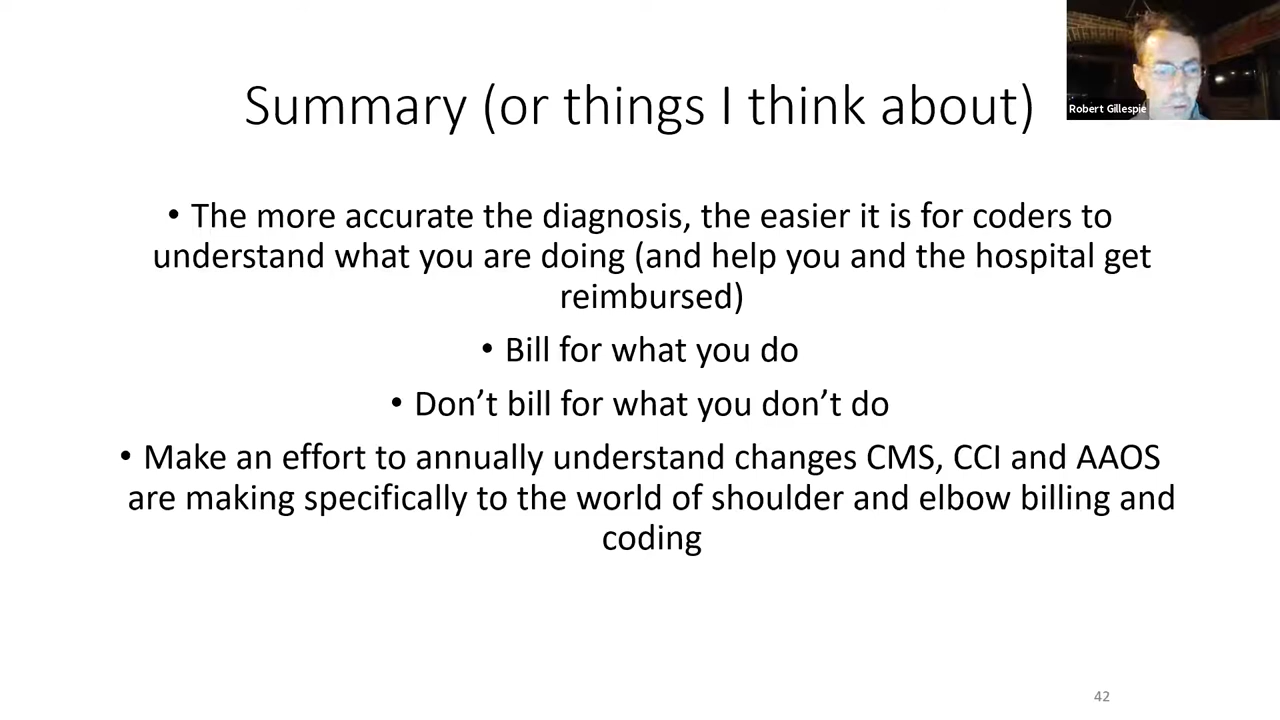 Summary (or things I think about)
Robert Gillespie
• The more accurate the diagnosis, the easier it is for coders to
understand what you are doing (and help you and the hospital get
reimbursed)
• Bill for what you do
• Don’t bill for what you don’t do
• Make an effort to annually understand changes CMS, CCI and AAOS
are making specifically to the world of shoulder and elbow billing and
coding
42